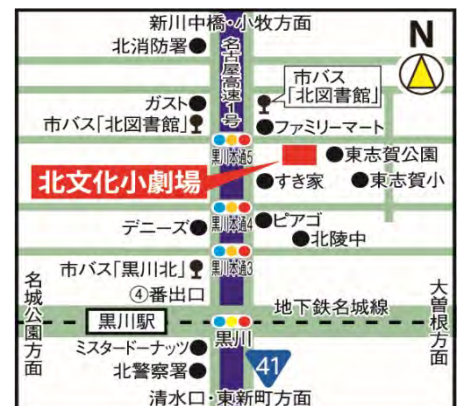 新川中橋・小牧方面
N
北消防署
名古屋高速1号
市バス
「北図書館」
ガスト
市バス「北図書館」
ファミリーマート
黒川本通5
東志賀公園
北文化小劇場
すき家
東志賀小
デニーズ
黒川本通4
ピアゴ
北陵中
市バス「黒川北」
黒川本通3
④番出口
名城公園方面
大曽根方面
地下鉄名城線
黒川駅
黒川
ミスタードーナッツ
北警察署
41
清水口・東新町方面